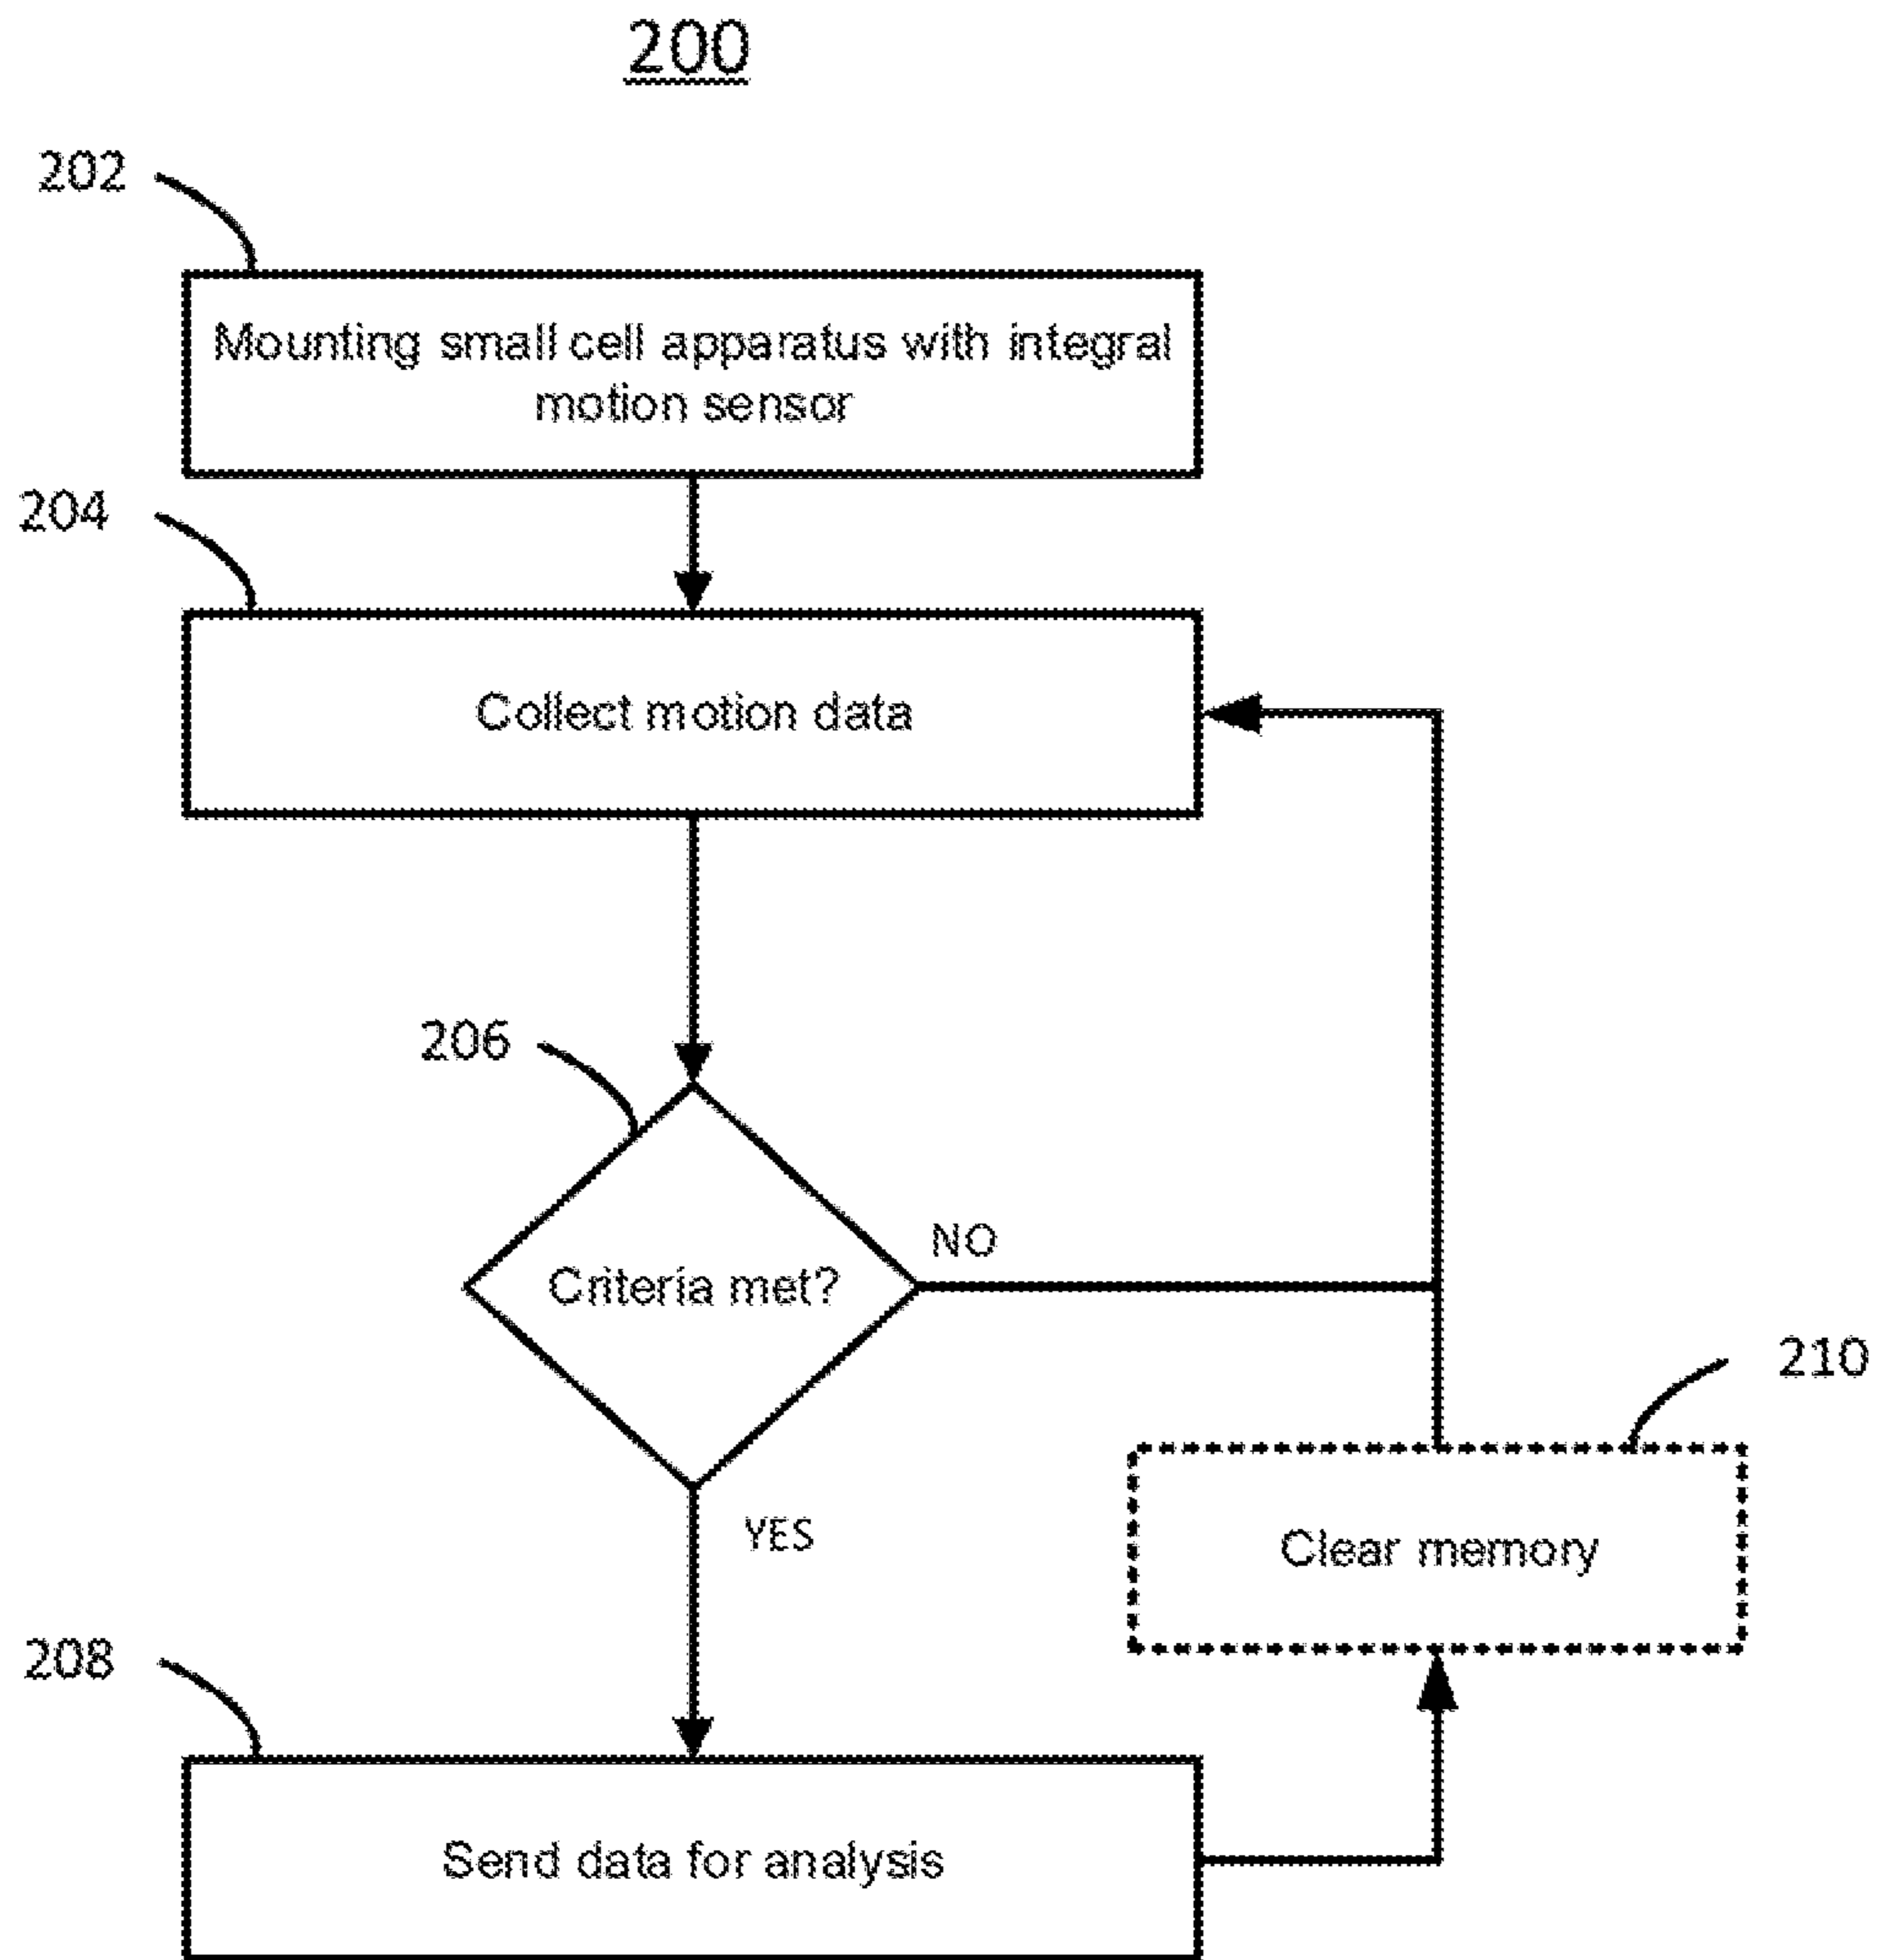 200
202
Mounting small cell apparatus with integral
motion sensor
204
Collect motion data
206
Criteria met?
NO
YES
210
Clear memory
208
Send data for analysis